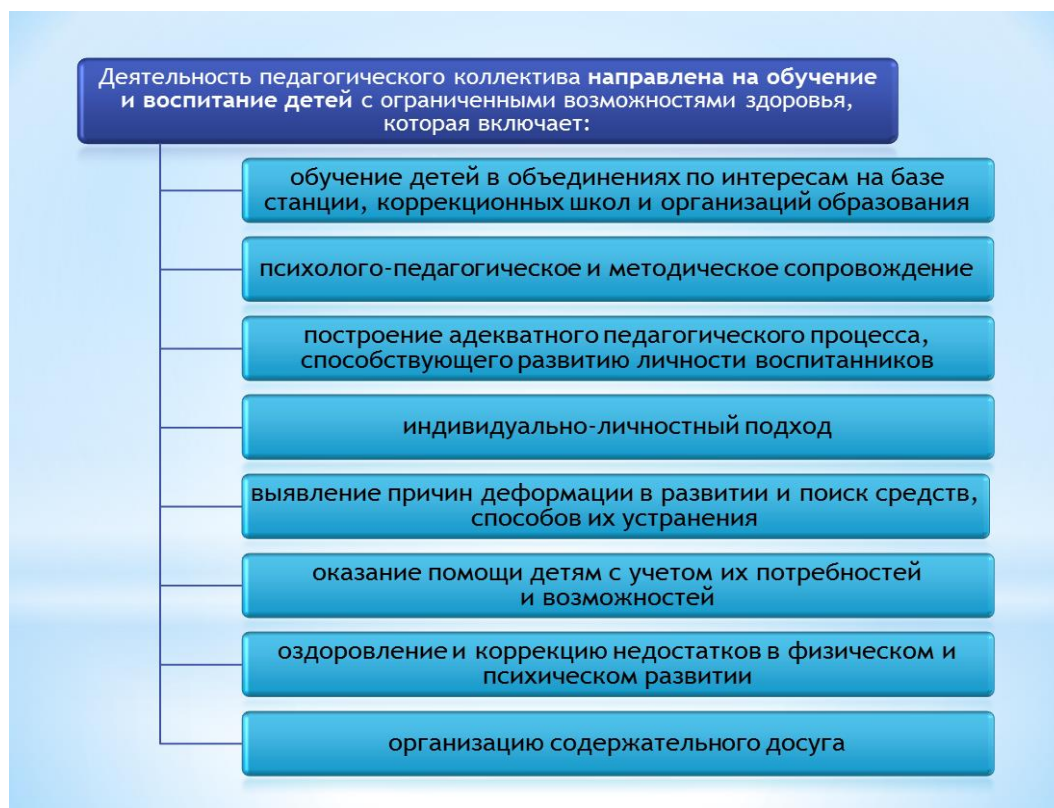 Деятельность педагогического коллектива направлена на обучение
и воспитание детей с ограниченными возможностями здоровья,
которая включает:
обучение детей в объединениях по интересам на базе
станции, коррекционных школ и организаций образования
психолого-педагогическое и методическое сопровождение
построение адекватного педагогического процесса,
способствующего развитию личности воспитанников
индивидуально-личностный подход
выявление причин деформации в развитии и поиск средств,
способов их устранения
оказание помощи детям с учетом их потребностей
и возможностей
оздоровление и коррекцию недостатков в физическом и
психическом развитии
организацию содержательного досуга